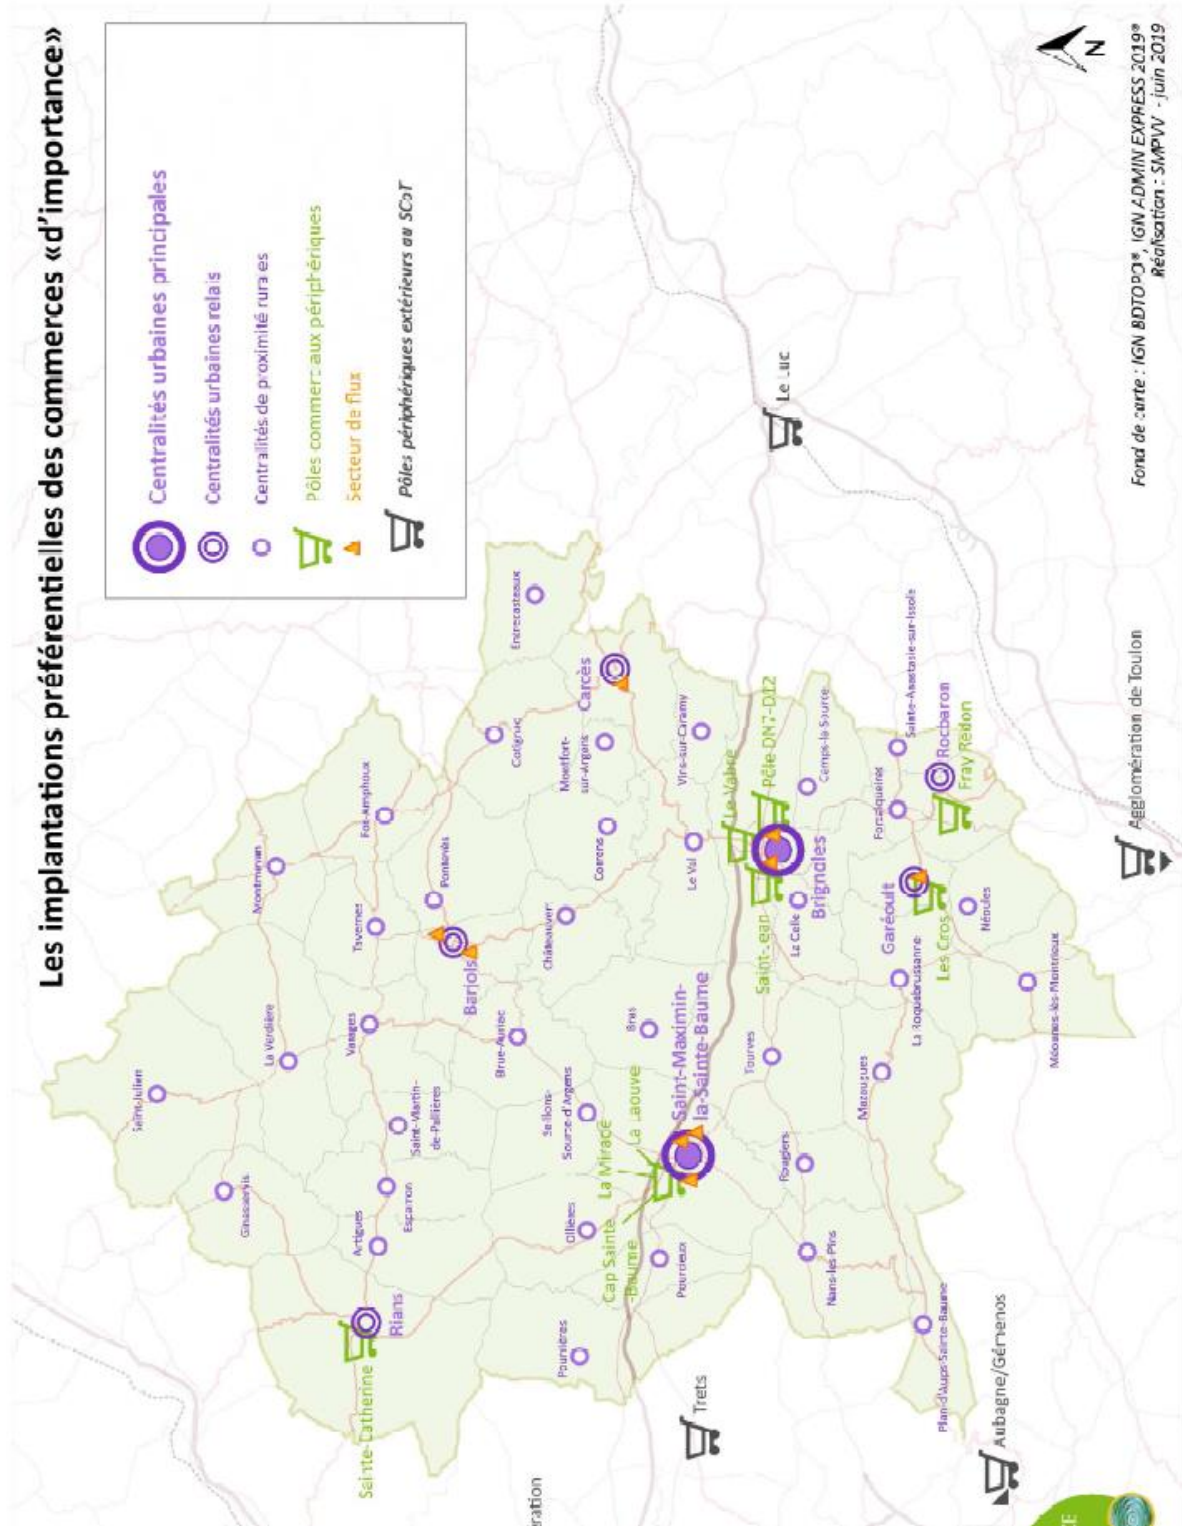 Les implantations préférentielles des commerces «d'importance»
Centralités urbaines principales
Centralités urbaines relais
Centralités de proximité rurales
Pôles commerciaux périphériques
Secteur de flux
Pôles périphériques extérieurs au SCoT
Saint-Julien
Ginasservis
La Verdière
Montmeyan
Artigues
Esparron
Saint-Martin-
de-Pallières
Varages
Tavernes
Fox-Amphoux
Rians
Sainte-Catherine
Barjols
Pontevès
Brue-Auriac
Châteauvert
Cotignac
Entrecasteaux
Carcès
Montfort-
sur-Argens
Correns
Seillons-
Source-d'Argens
Ollières
Pourrières
Pourcieux
Cap Sainte
-Baume
La Mirade
La Laouve
Bras
Saint-Maximin-
la-Sainte-Baume
Le Val
Vins-sur-Caramy
Le Vabre
Pôle DN7-D12
Saint-Jean
Brignoles
La Celle
Camps-la-Source
Tourves
Rougiers
Nans-les-Pins
Plan-d'Aups-Sainte-Baume
Mazaugues
La Roquebrussanne
Garéoult
Les Cros
Néoules
Méounes-lès-Montrieux
Forcalqueiret
Sainte-Anastasie-sur-Issole
Rocbaron
Fray Redon
Le Luc
Trets
Aubagne/Gémenos
Agglomération de Toulon
ération
N
Fond de carte : IGN BDTOPO®, IGN ADMIN EXPRESS 2019®
Réalisation : SMPVV - juin 2019
TE